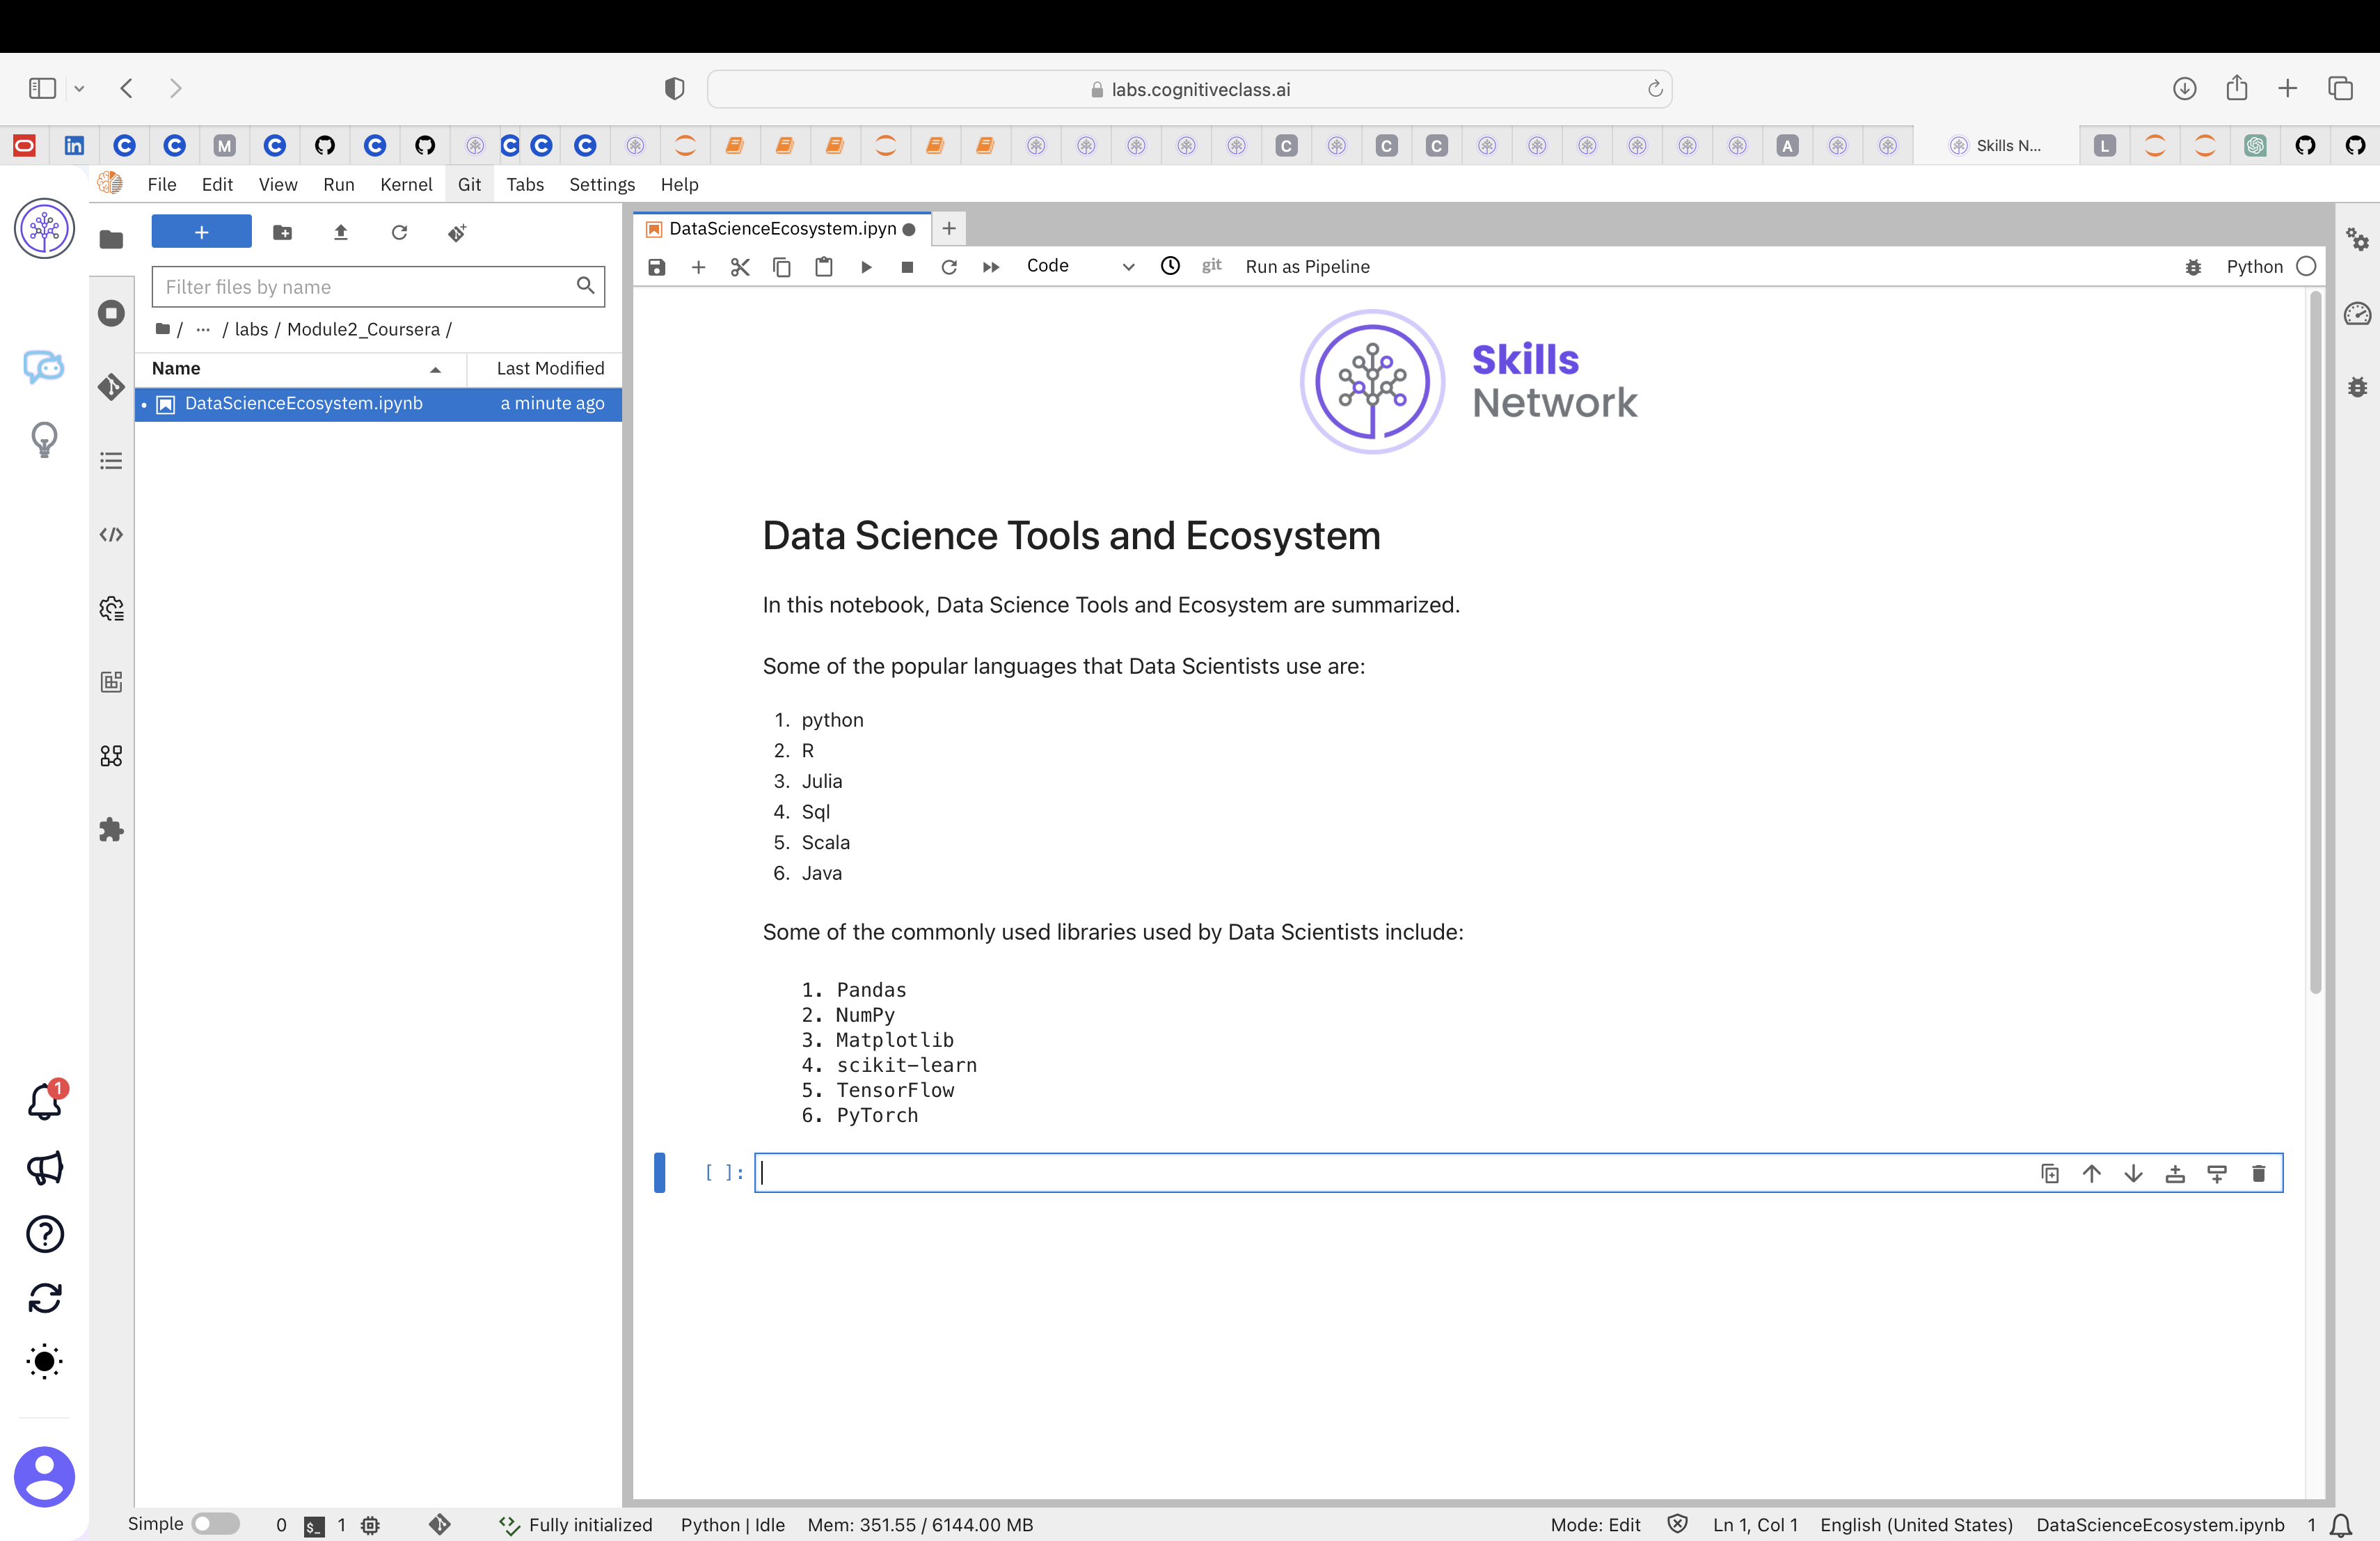 labs.cognitiveclass.ai
M
C
C
C
A
Skills N...
L
File Edit View Run Kernel Git Tabs Settings Help
DataScienceEcosystem.ipyn
Filter files by name
Code
git
Run as Pipeline
Python
/ ... / labs / Module2_Coursera /
Name
Last Modified
DataScienceEcosystem.ipynb
a minute ago
Skills
Network
Data Science Tools and Ecosystem
In this notebook, Data Science Tools and Ecosystem are summarized.
Some of the popular languages that Data Scientists use are:
1. python
2. R
3. Julia
4. Sql
5. Scala
6. Java
Some of the commonly used libraries used by Data Scientists include:
1. Pandas
2. NumPy
3. Matplotlib
4. scikit-learn
5. TensorFlow
6. PyTorch
[ ]:
1
Simple 0 $_ 1 Fully initialized Python | Idle Mem: 351.55 / 6144.00 MB Mode: Edit Ln 1, Col 1 English (United States) DataScienceEcosystem.ipynb 1